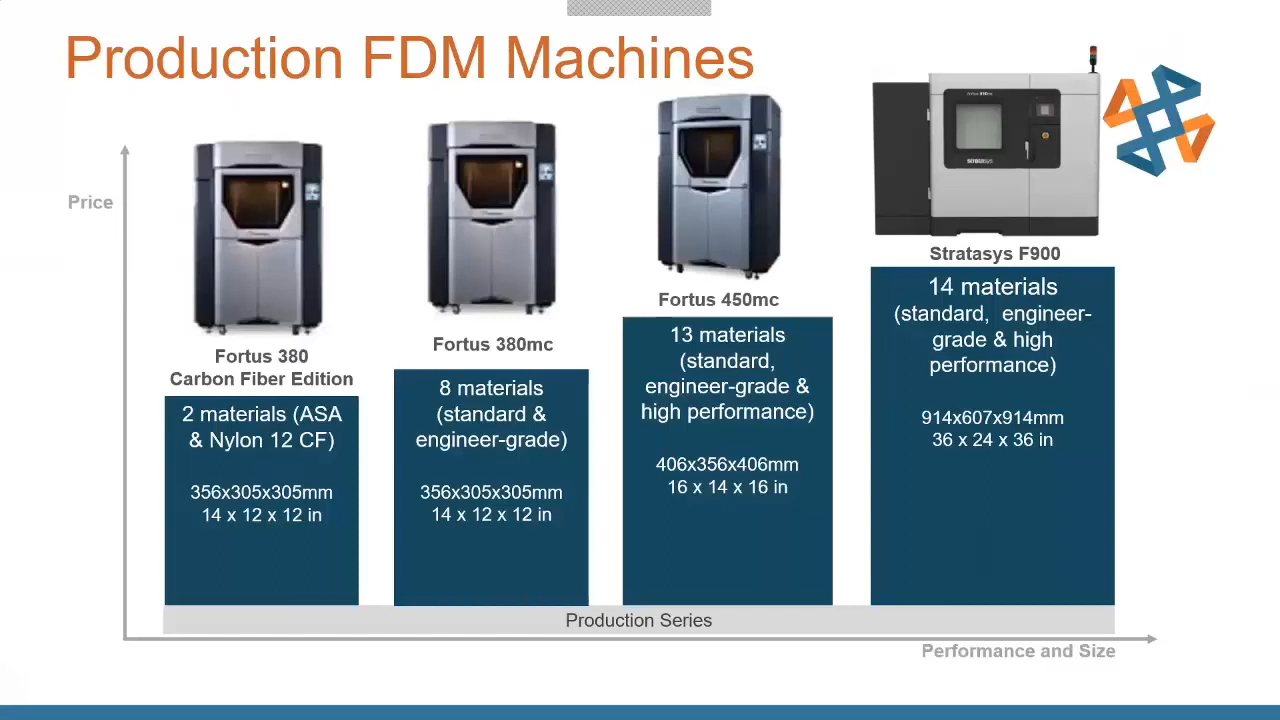 Production FDM Machines
Price
Fortus 380
Carbon Fiber Edition
2 materials (ASA
& Nylon 12 CF)
356x305x305mm
14 x 12 x 12 in
Fortus 380mc
8 materials
(standard &
engineer-grade)
356x305x305mm
14 x 12 x 12 in
Fortus 450mc
13 materials
(standard,
engineer-grade &
high performance)
406x356x406mm
16 x 14 x 16 in
Stratasys F900
14 materials
(standard, engineer-
grade & high
performance)
914x607x914mm
36 x 24 x 36 in
Production Series
Performance and Size